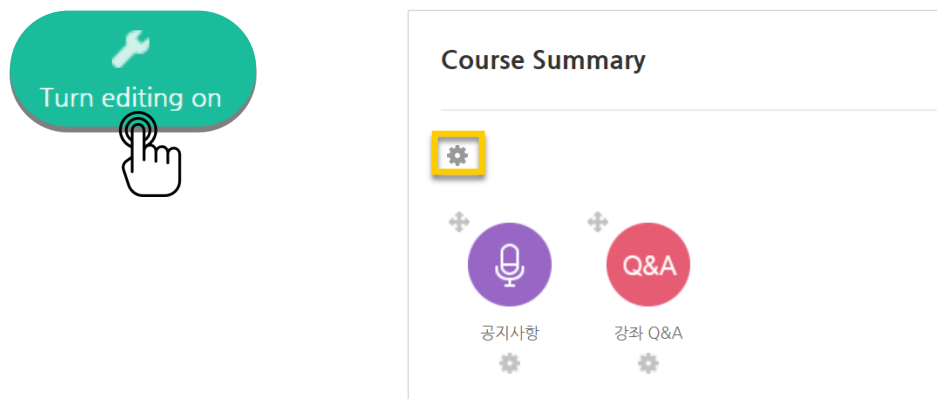 Turn editing on
Course Summary
Q&A
공지사항
강좌 Q&A